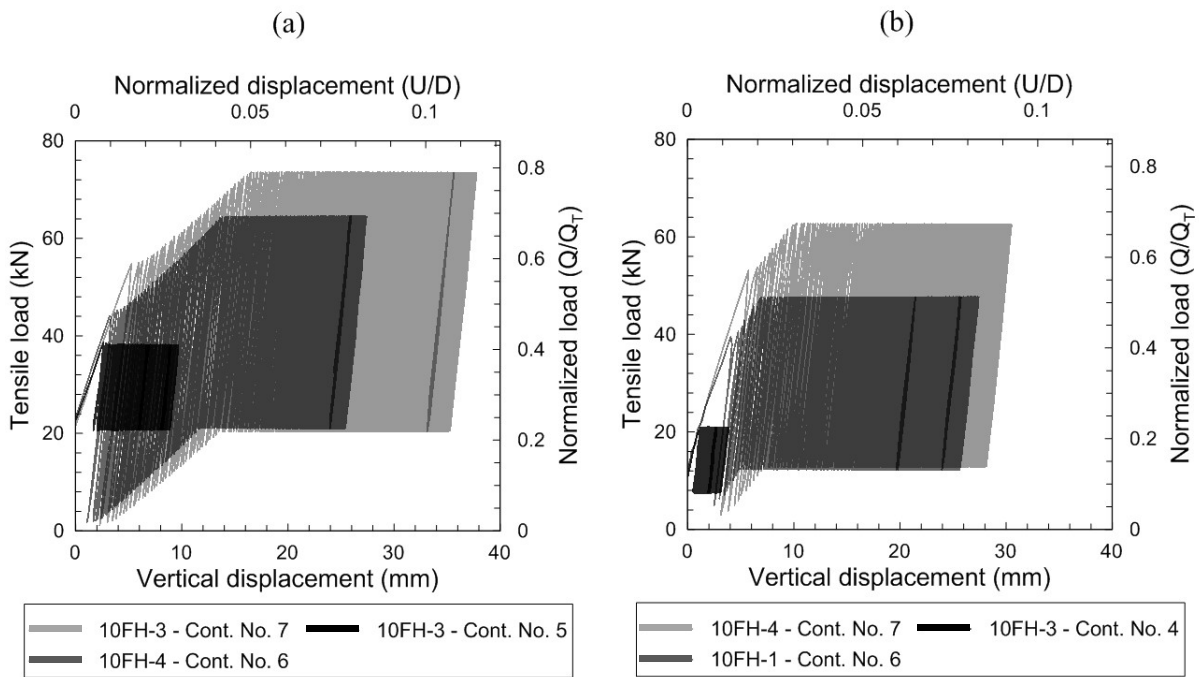 (a)
Normalized displacement (U/D)
0 0.05 0.1
80
60
40
20
0
Tensile load (kN)
0.8
0.6
0.4
0.2
0
Normalized load (Q/Q_T)
0 10 20 30 40
Vertical displacement (mm)
10FH-3 - Cont. No. 7 10FH-3 - Cont. No. 5
10FH-4 - Cont. No. 6
(b)
Normalized displacement (U/D)
0 0.05 0.1
80
60
40
20
0
Tensile load (kN)
0.8
0.6
0.4
0.2
0
Normalized load (Q/Q_T)
0 10 20 30 40
Vertical displacement (mm)
10FH-4 - Cont. No. 7 10FH-3 - Cont. No. 4
10FH-1 - Cont. No. 6